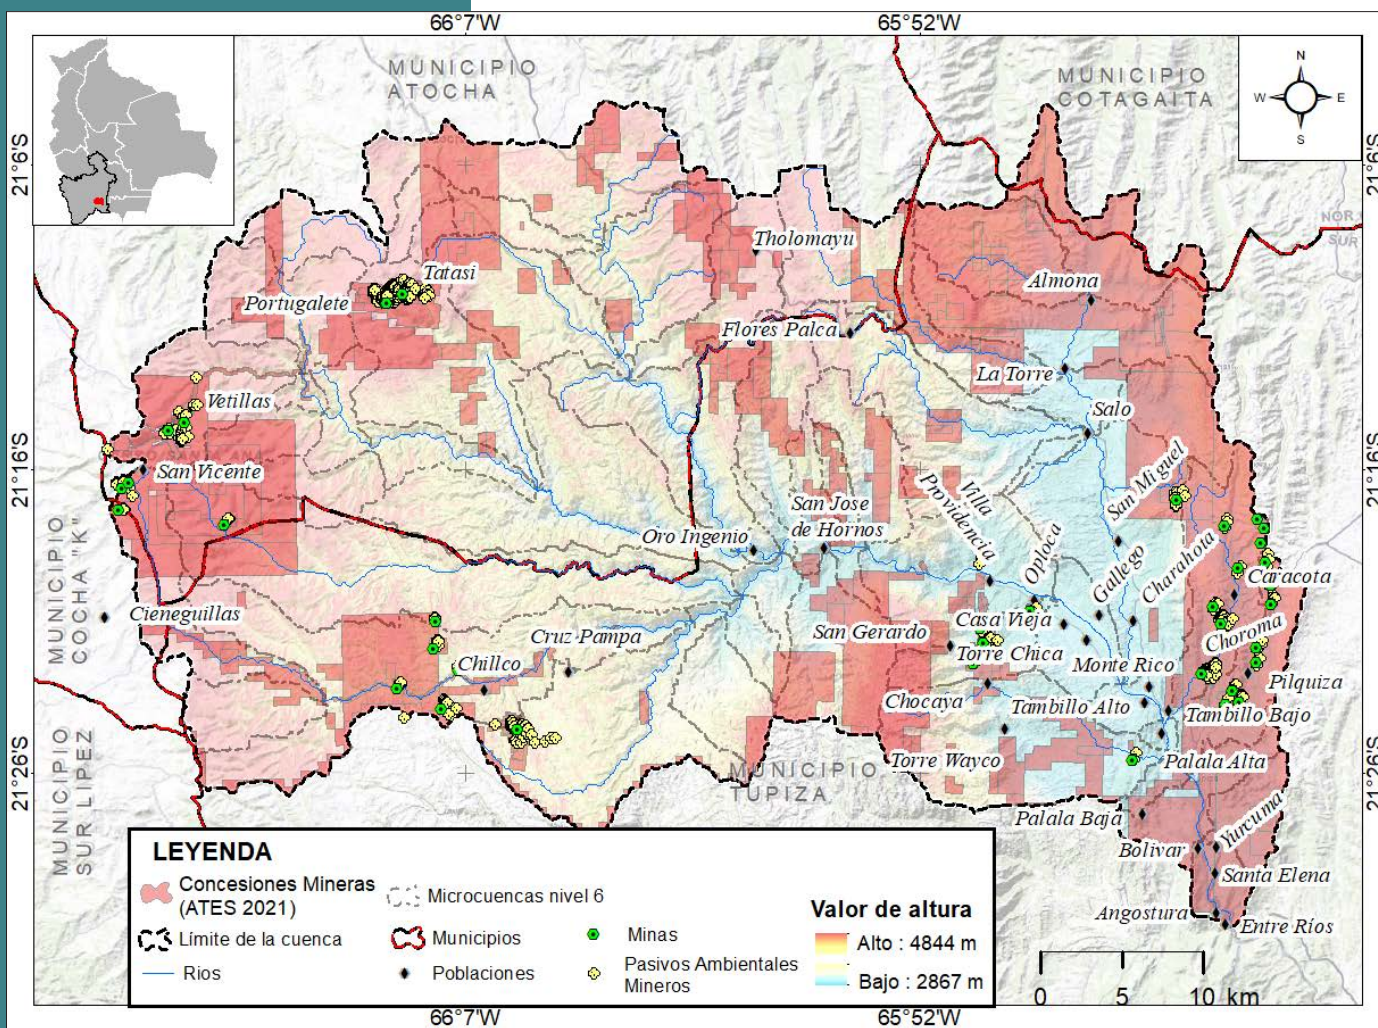 66°7'W
65°52'W
MUNICIPIO
ATOCHA
MUNICIPIO
COTAGAITA
N
W
E
S
21°6'S
21°6'S
NOR
SUR
Tholomayu
Tatasi
Almona
Portugalete
Flores Palca
La Torre
Vetillas
Salo
San Vicente
21°16'S
21°16'S
San Miguel
Villa
Providencia
San Jose
de Hornos
Oro Ingenio
Oploca
Gallego
Charahoia
Caracota
MUNICIPIO
COCHA "K"
Cieneguillas
Casa Vieja
San Gerardo
Choroma
Cruz Pampa
Torre Chica
Chillco
Monte Rico
Pilquiza
Chocaya
Tambillo Alto
Tambillo Bajo
Torre Wayco
Palala Alta
21°26'S
21°26'S
MUNICIPIO
TUPIZA
MUNICIPIO
SUR LIPEZ
Palala Baja
Yurcuma
Bolivar
Santa Elena
Angostura
Entre Ríos
LEYENDA
Concesiones Mineras
(ATES 2021)
Microcuencas nivel 6
Límite de la cuenca
Municipios
Minas
Rios
Poblaciones
Pasivos Ambientales
Mineros
Valor de altura
Alto : 4844 m
Bajo : 2867 m
0 5 10 km
66°7'W
65°52'W